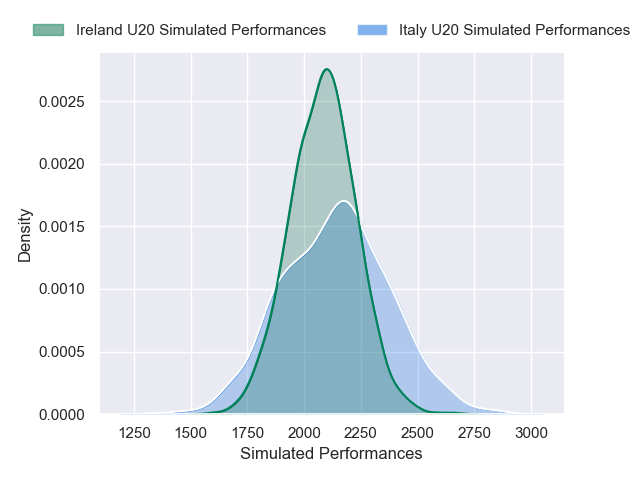 Ireland U20 Simulated Performances Italy U20 Simulated Performances
0.0025
0.0020
0.0015
0.0010
0.0005
0.0000
Density
1250 1500 1750 2000 2250 2500 2750 3000
Simulated Performances